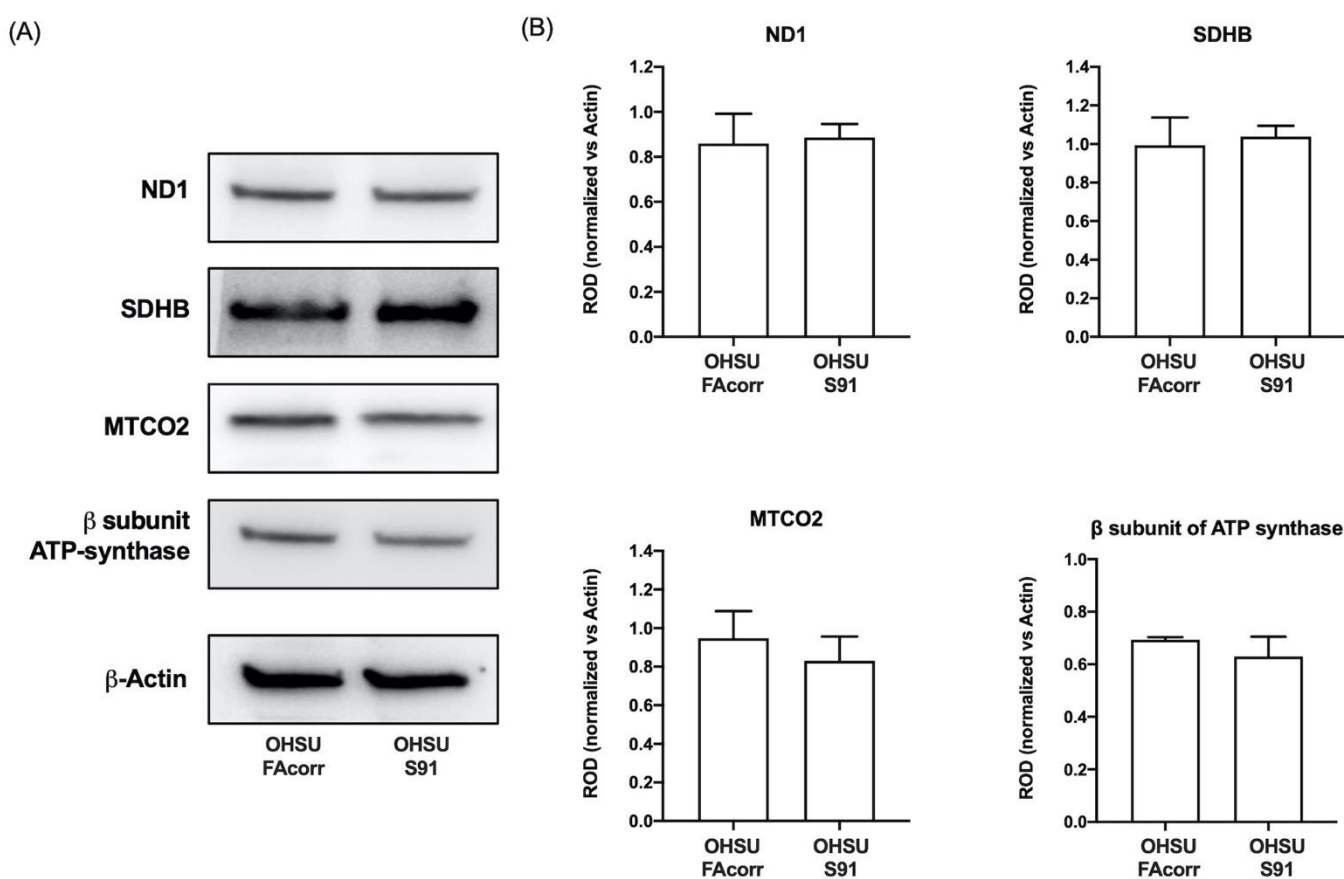 (A)
ND1
SDHB
MTCO2
β subunit
ATP-synthase
β-Actin
OHSU
FAcorr
OHSU
S91
(B)
ND1
ROD (normalized vs Actin)
1.2
1.0
0.8
0.6
0.4
0.2
0.0
OHSU
FAcorr
OHSU
S91
SDHB
ROD (normalized vs Actin)
1.4
1.2
1.0
0.8
0.6
0.4
0.2
0.0
OHSU
FAcorr
OHSU
S91
MTCO2
ROD (normalized vs Actin)
1.4
1.2
1.0
0.8
0.6
0.4
0.2
0.0
OHSU
FAcorr
OHSU
S91
β subunit of ATP synthase
ROD (normalized vs Actin)
1.0
0.8
0.6
0.4
0.2
0.0
OHSU
FAcorr
OHSU
S91